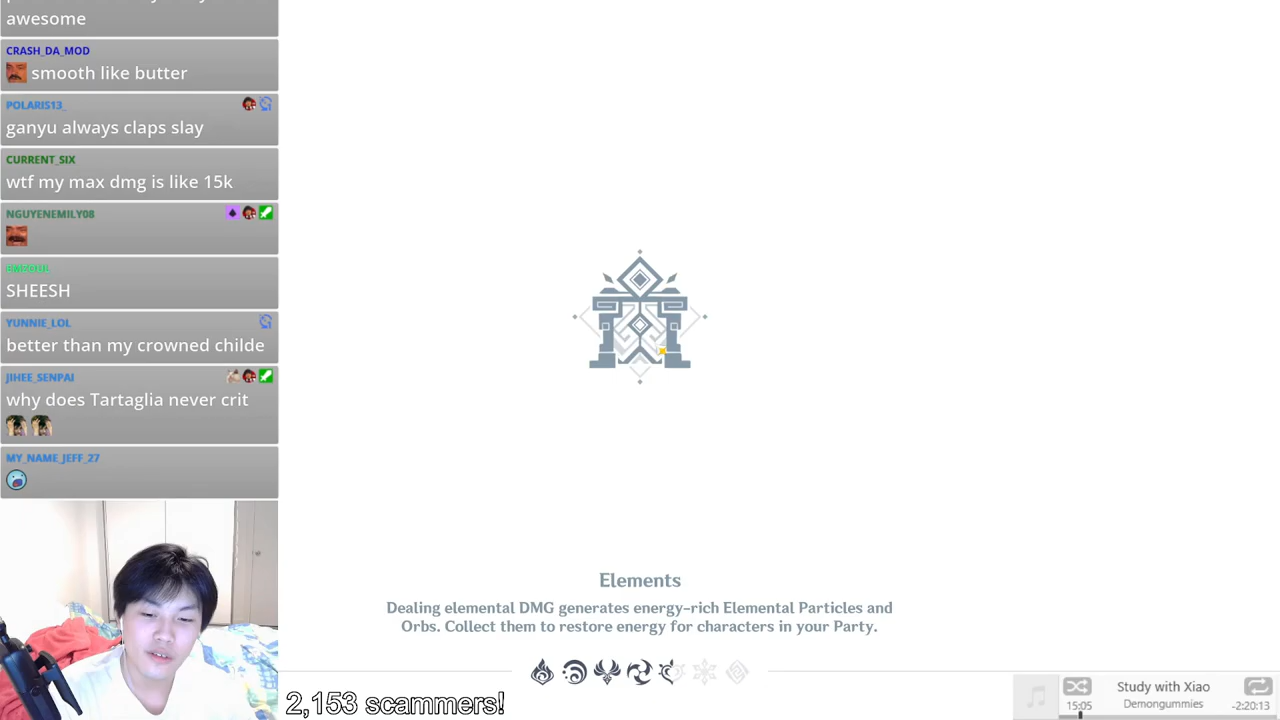 awesome
CRASH_DA_MOD
smooth like butter
POLARIS13_
ganyu always claps slay
CURRENT_SIX
wtf my max dmg is like 15k
NGUYENEMILY08
SHEESH
YUNNIE_LOL
better than my crowned childe
JIHEE_SENPAI
why does Tartaglia never crit
MY_NAME_JEFF_27
Elements
Dealing elemental DMG generates energy-rich Elemental Particles and
Orbs. Collect them to restore energy for characters in your Party.
2,153 scammers!
Study with Xiao
Demongummies
15:05
-2:20:13